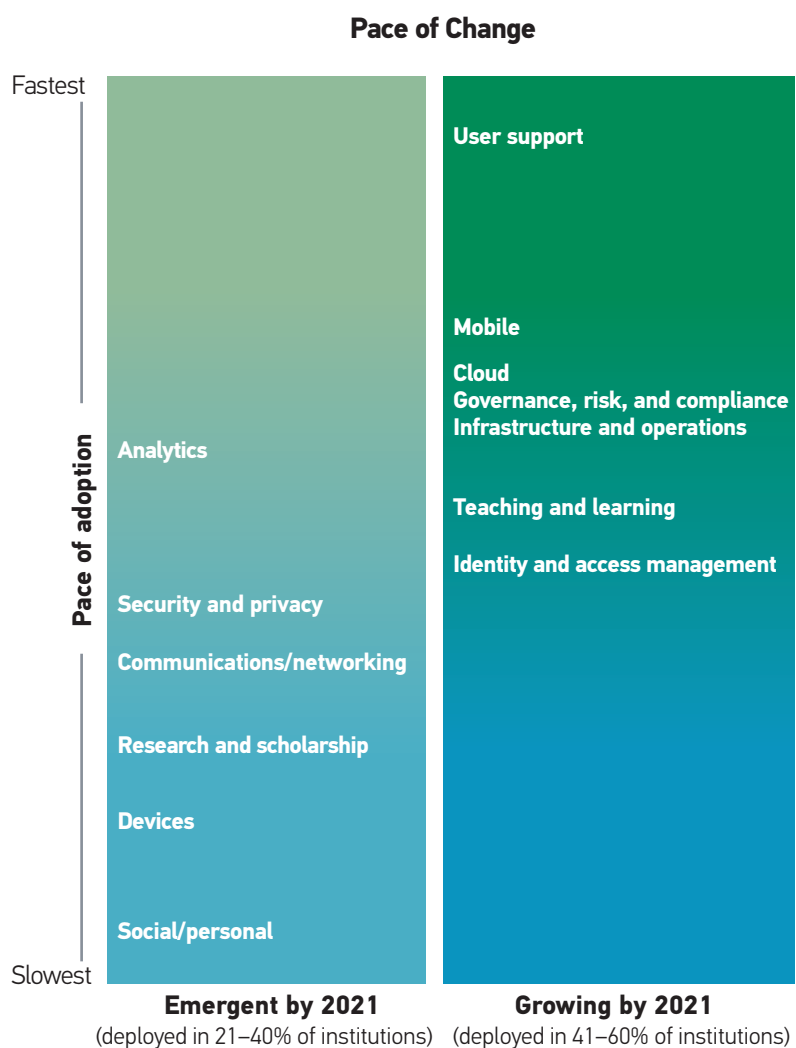 Pace of Change
Fastest
Pace of adoption
Slowest
Analytics
Security and privacy
Communications/networking
Research and scholarship
Devices
Social/personal
Emergent by 2021
(deployed in 21–40% of institutions)
User support
Mobile
Cloud
Governance, risk, and compliance
Infrastructure and operations
Teaching and learning
Identity and access management
Growing by 2021
(deployed in 41–60% of institutions)